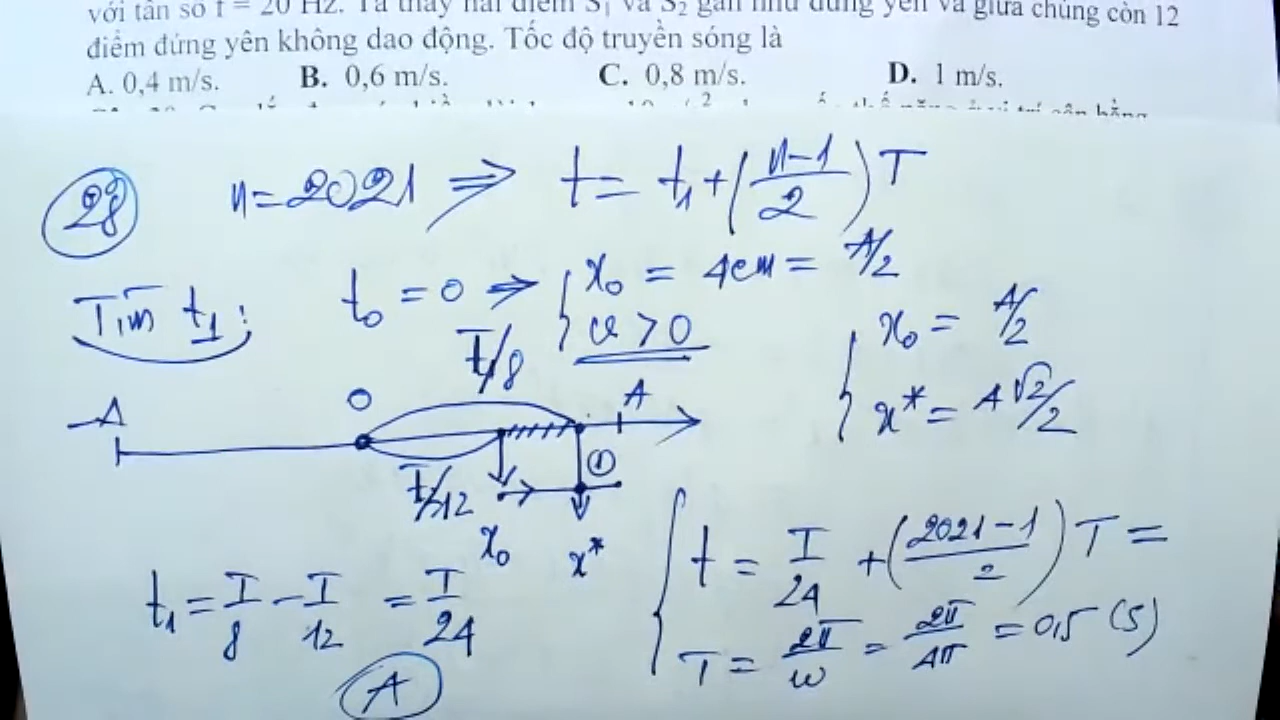 với tần số f = 20 Hz. Ta thấy hai điểm S₁ và S₂ gần như đứng yên và giữa chúng còn 12
điểm đứng yên không dao động. Tốc độ truyền sóng là
A. 0,4 m/s. B. 0,6 m/s. C. 0,8 m/s. D. 1 m/s.
28 n=2021 ⇒ t = t₁ + (n-1/2) T
Tìm t₁: t₀ = 0 ⇒ { x₀ = 4cm = A/2
v > 0
{ x₀ = A/2
x* = A√2/2
T/8
-A O A
T/12 ①
x₀ x*
t₁ = T/8 - T/12 = T/24
{ t = T/24 + (2021-1/2) T =
T = 2π/ω = 2π/4π = 0,5 (s)
A